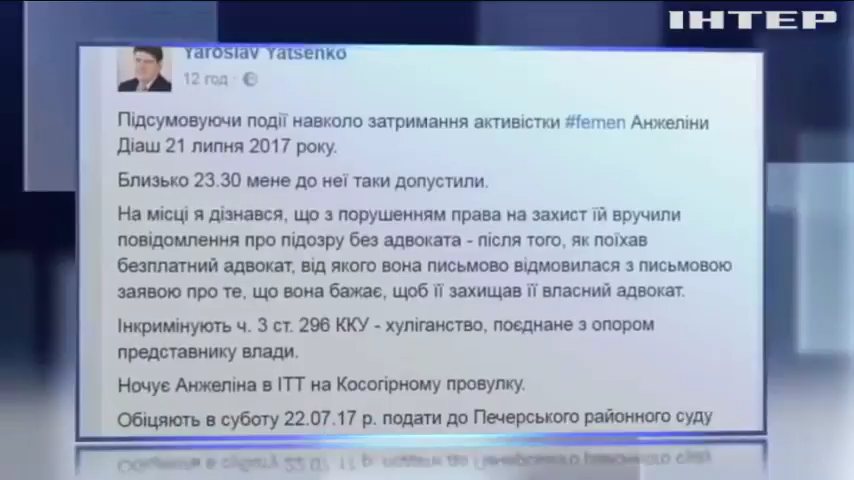 ІНТЕР
Yaroslav Yatsenko
12 год ·
Підсумовуючи події навколо затримання активістки #femen Анжеліни
Діаш 21 липня 2017 року.
Близько 23.30 мене до неї таки допустили.
На місці я дізнався, що з порушенням права на захист їй вручили
повідомлення про підозру без адвоката - після того, як поїхав
безплатний адвокат, від якого вона письмово відмовилася з письмовою
заявою про те, що вона бажає, щоб її захищав її власний адвокат.
Інкримінують ч. 3 ст. 296 ККУ - хуліганство, поєднане з опором
представнику влади.
Ночує Анжеліна в ІТТ на Косогірному провулку.
Обіцяють в суботу 22.07.17 р. подати до Печерського районного суду